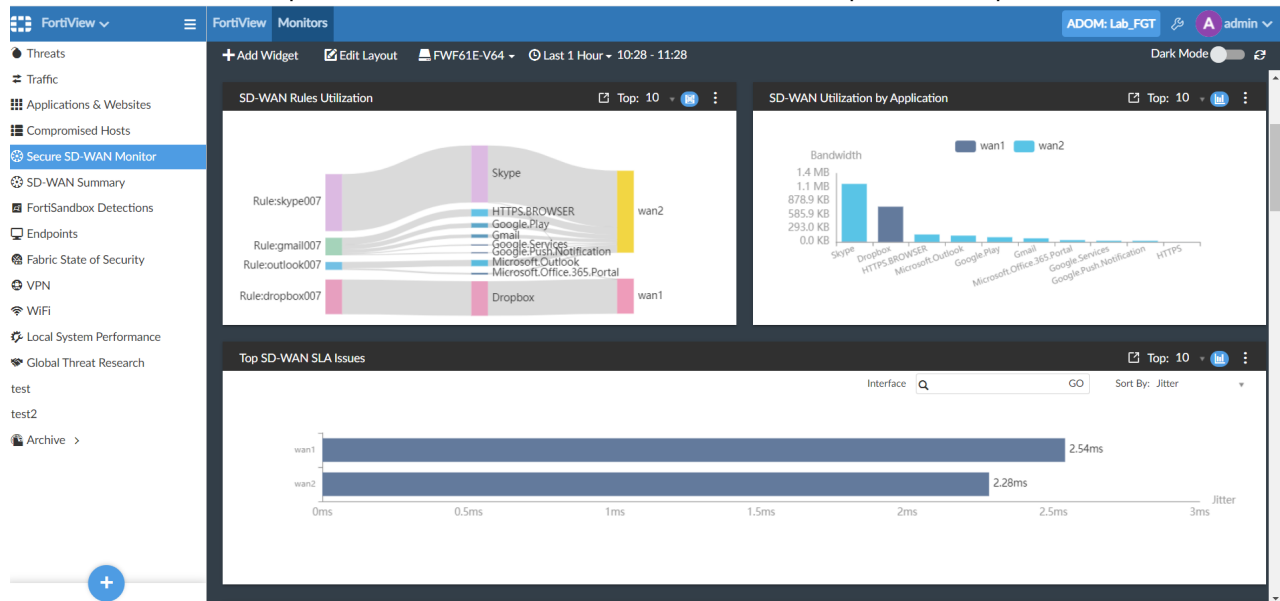 FortiView
FortiView Monitors
ADOM: Lab_FGT
A admin
Threats
Traffic
Applications & Websites
Compromised Hosts
Secure SD-WAN Monitor
SD-WAN Summary
FortiSandbox Detections
Endpoints
Fabric State of Security
VPN
WiFi
Local System Performance
Global Threat Research
test
test2
Archive
Add Widget Edit Layout FWF61E-V64 Last 1 Hour 10:28 - 11:28
Dark Mode
SD-WAN Rules Utilization
Top: 10
Rule:skype007
Rule:gmail007
Rule:outlook007
Rule:dropbox007
Skype
HTTPS.BROWSER
Google.Play
Gmail
Google.Services
Google.Push.Notification
Microsoft.Outlook
Microsoft.Office.365.Portal
Dropbox
wan2
wan1
SD-WAN Utilization by Application
Top: 10
wan1 wan2
Bandwidth
1.4 MB
1.1 MB
878.9 KB
585.9 KB
293.0 KB
0.0 KB
Skype
Dropbox
HTTPS.BROWSER
Microsoft.Outlook
Google.Play
Gmail
Microsoft.Office.365.Portal
Google.Services
Google.Push.Notification
HTTPS
Top SD-WAN SLA Issues
Top: 10
Interface
GO
Sort By: Jitter
wan1
2.54ms
wan2
2.28ms
Jitter
0ms 0.5ms 1ms 1.5ms 2ms 2.5ms 3ms